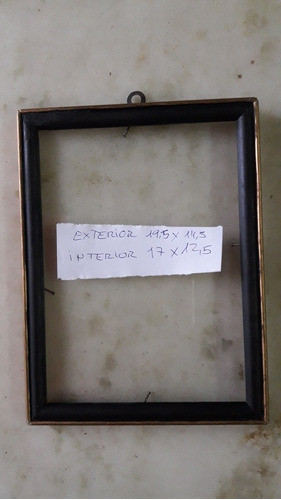 EXTERIOR 19,5 x 14,5
INTERIOR 17 x 12,5